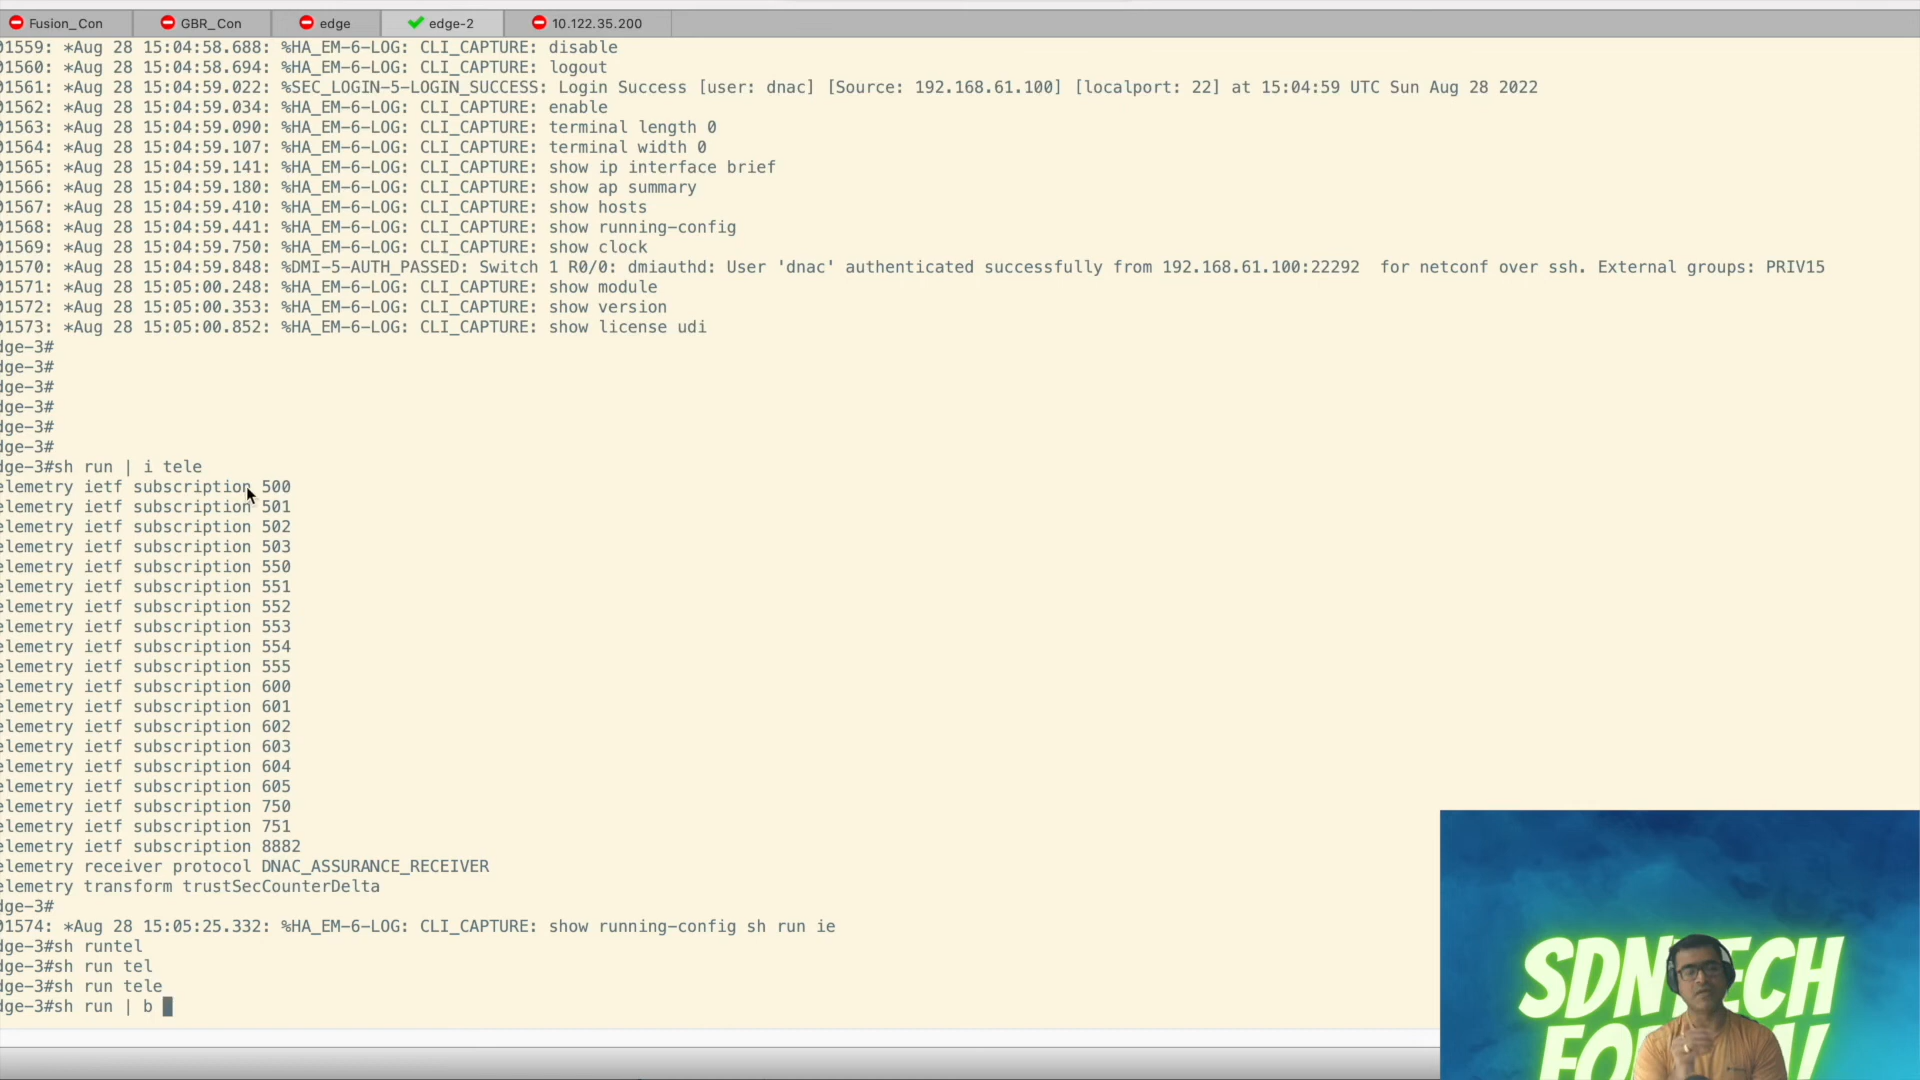 Fusion_Con GBR_Con edge edge-2 10.122.35.200
01559: *Aug 28 15:04:58.688: %HA_EM-6-LOG: CLI_CAPTURE: disable
01560: *Aug 28 15:04:58.694: %HA_EM-6-LOG: CLI_CAPTURE: logout
01561: *Aug 28 15:04:59.022: %SEC_LOGIN-5-LOGIN_SUCCESS: Login Success [user: dnac] [Source: 192.168.61.100] [localport: 22] at 15:04:59 UTC Sun Aug 28 2022
01562: *Aug 28 15:04:59.034: %HA_EM-6-LOG: CLI_CAPTURE: enable
01563: *Aug 28 15:04:59.090: %HA_EM-6-LOG: CLI_CAPTURE: terminal length 0
01564: *Aug 28 15:04:59.107: %HA_EM-6-LOG: CLI_CAPTURE: terminal width 0
01565: *Aug 28 15:04:59.141: %HA_EM-6-LOG: CLI_CAPTURE: show ip interface brief
01566: *Aug 28 15:04:59.180: %HA_EM-6-LOG: CLI_CAPTURE: show ap summary
01567: *Aug 28 15:04:59.410: %HA_EM-6-LOG: CLI_CAPTURE: show hosts
01568: *Aug 28 15:04:59.441: %HA_EM-6-LOG: CLI_CAPTURE: show running-config
01569: *Aug 28 15:04:59.750: %HA_EM-6-LOG: CLI_CAPTURE: show clock
01570: *Aug 28 15:04:59.848: %DMI-5-AUTH_PASSED: Switch 1 R0/0: dmiauthd: User 'dnac' authenticated successfully from 192.168.61.100:22292  for netconf over ssh. External groups: PRIV15
01571: *Aug 28 15:05:00.248: %HA_EM-6-LOG: CLI_CAPTURE: show module
01572: *Aug 28 15:05:00.353: %HA_EM-6-LOG: CLI_CAPTURE: show version
01573: *Aug 28 15:05:00.852: %HA_EM-6-LOG: CLI_CAPTURE: show license udi
dge-3#
dge-3#
dge-3#
dge-3#
dge-3#
dge-3#
dge-3#sh run | i tele
elemetry ietf subscription 500
elemetry ietf subscription 501
elemetry ietf subscription 502
elemetry ietf subscription 503
elemetry ietf subscription 550
elemetry ietf subscription 551
elemetry ietf subscription 552
elemetry ietf subscription 553
elemetry ietf subscription 554
elemetry ietf subscription 555
elemetry ietf subscription 600
elemetry ietf subscription 601
elemetry ietf subscription 602
elemetry ietf subscription 603
elemetry ietf subscription 604
elemetry ietf subscription 605
elemetry ietf subscription 750
elemetry ietf subscription 751
elemetry ietf subscription 8882
elemetry receiver protocol DNAC_ASSURANCE_RECEIVER
elemetry transform trustSecCounterDelta
dge-3#
01574: *Aug 28 15:05:25.332: %HA_EM-6-LOG: CLI_CAPTURE: show running-config sh run ie
dge-3#sh runtel
dge-3#sh run tel
dge-3#sh run tele
dge-3#sh run | b